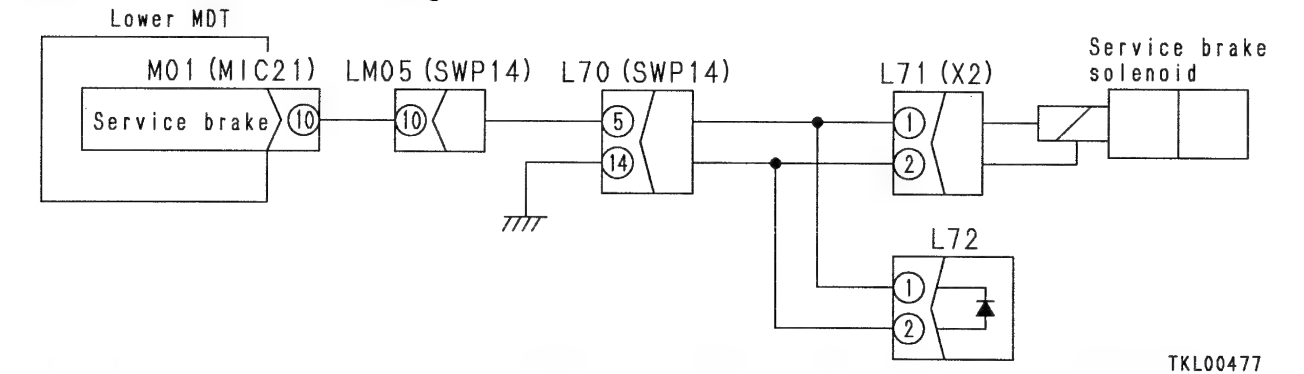 Lower MDT
M01 (MIC21)
LM05 (SWP14)
L70 (SWP14)
L71 (X2)
Service brake
solenoid
Service brake
10
10
5
14
1
2
L72
1
2
TKL00477